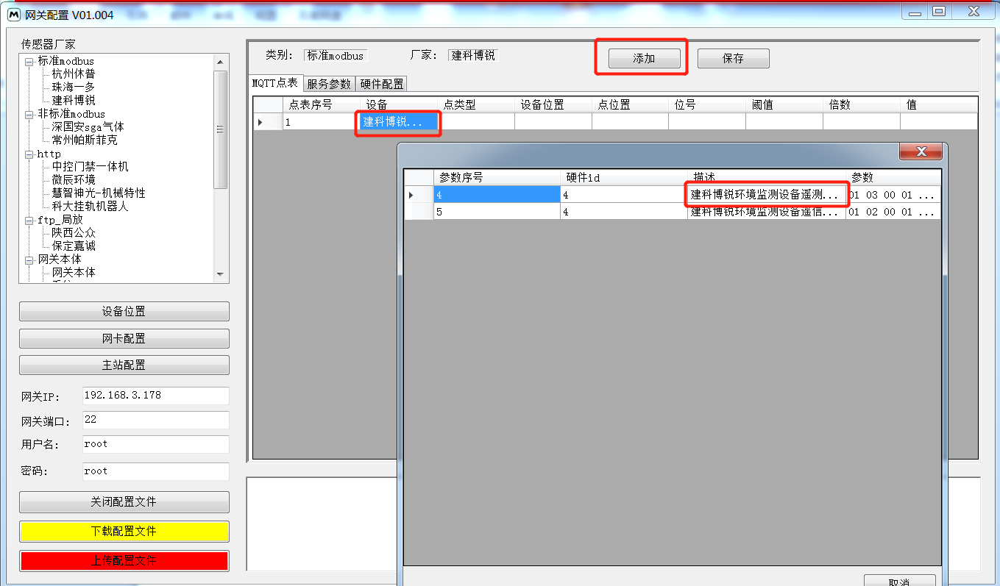 网关配置 V01.004
传感器厂家
标准modbus
杭州休普
珠海一多
建科博锐
非标准modbus
深国安sga气体
常州帕斯菲克
http
中控门禁一体机
微辰环境
慧智神光-机械特性
科大挂轨机器人
ftp_局放
陕西公众
保定嘉诚
网关本体
网关本体
设备位置
网卡配置
主站配置
网关IP: 192.168.3.178
网关端口: 22
用户名: root
密码: root
关闭配置文件
下载配置文件
上传配置文件
类别: 标准modbus 厂家: 建科博锐 添加 保存
MQTT点表 服务参数 硬件配置
点表序号 设备 点类型 设备位置 点位置 位号 阈值 倍数 值
1 建科博锐...
参数序号 硬件id 描述 参数
4 4 建科博锐环境监测设备遥测... 01 03 00 01 ...
5 4 建科博锐环境监测设备遥信... 01 02 00 01 ...
取消